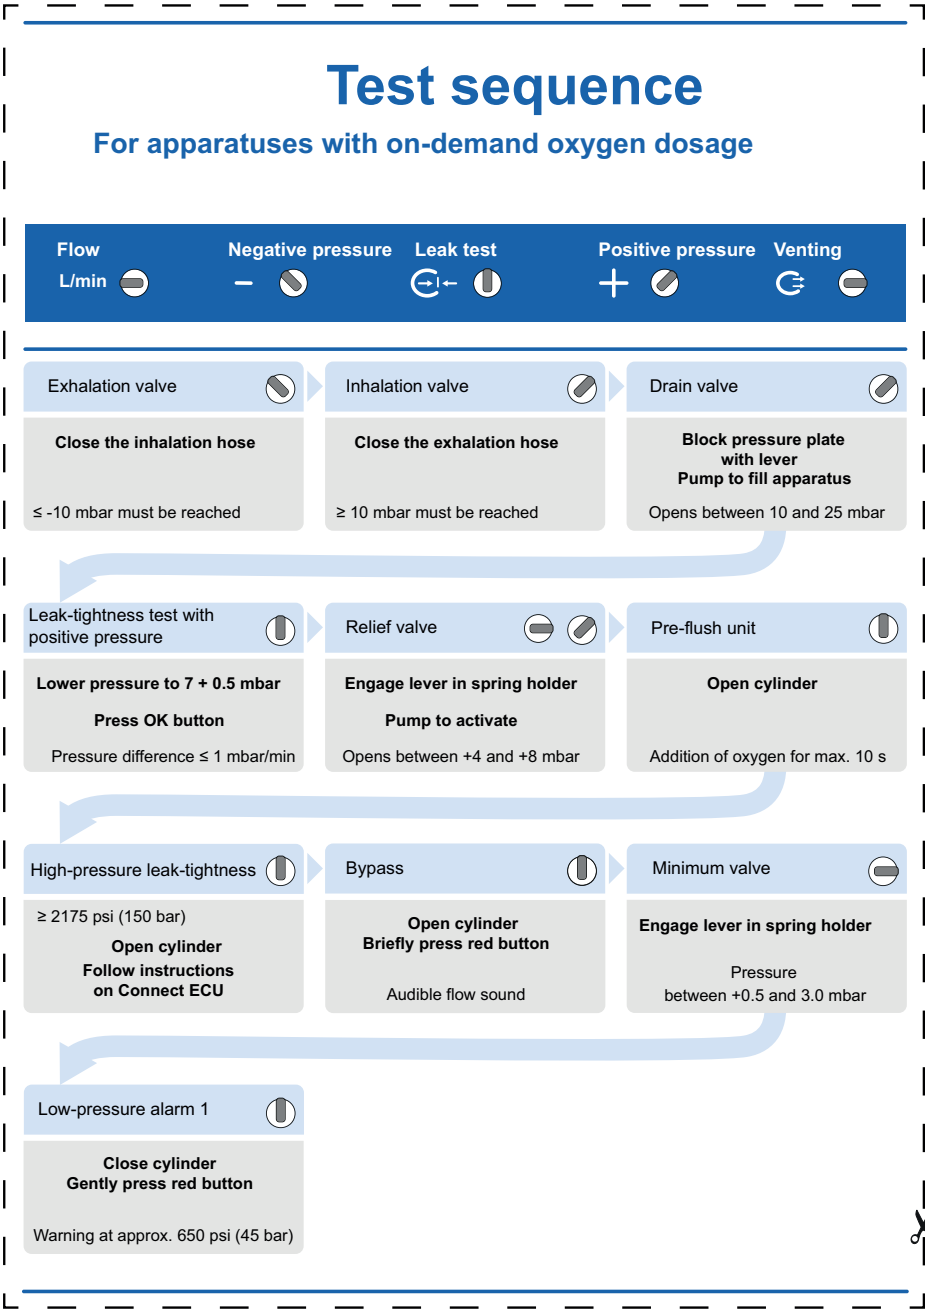 Test sequence
For apparatuses with on-demand oxygen dosage
Flow
L/min
Negative pressure
Leak test
Positive pressure
Venting
Exhalation valve
Close the inhalation hose
≤ -10 mbar must be reached
Inhalation valve
Close the exhalation hose
≥ 10 mbar must be reached
Drain valve
Block pressure plate
with lever
Pump to fill apparatus
Opens between 10 and 25 mbar
Leak-tightness test with
positive pressure
Lower pressure to 7 + 0.5 mbar
Press OK button
Pressure difference ≤ 1 mbar/min
Relief valve
Engage lever in spring holder
Pump to activate
Opens between +4 and +8 mbar
Pre-flush unit
Open cylinder
Addition of oxygen for max. 10 s
High-pressure leak-tightness
≥ 2175 psi (150 bar)
Open cylinder
Follow instructions
on Connect ECU
Bypass
Open cylinder
Briefly press red button
Audible flow sound
Minimum valve
Engage lever in spring holder
Pressure
between +0.5 and 3.0 mbar
Low-pressure alarm 1
Close cylinder
Gently press red button
Warning at approx. 650 psi (45 bar)